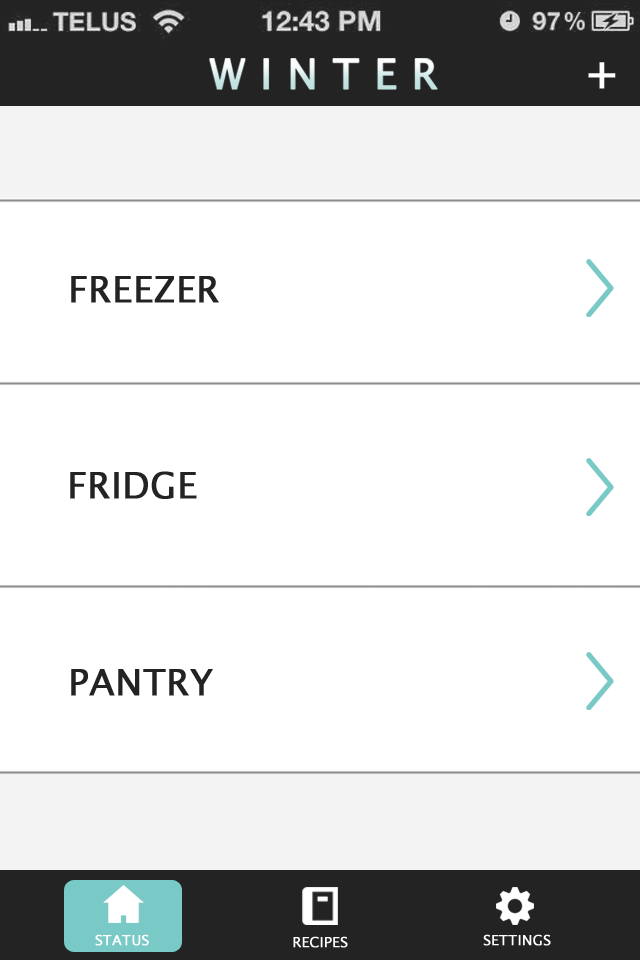 TELUS 12:43 PM 97%
WINTER +
FREEZER
FRIDGE
PANTRY
STATUS RECIPES SETTINGS